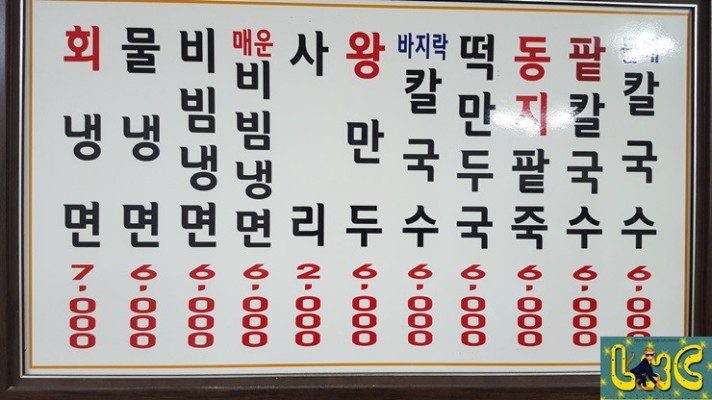 회냉면 7,000
물냉면 6,000
비빔냉면 6,000
매운비빔냉면 6,000
사리 2,000
왕만두 6,000
바지락칼국수 6,000
떡만두국 6,000
동지팥죽 6,000
팥칼국수 6,000
칼국수 6,000